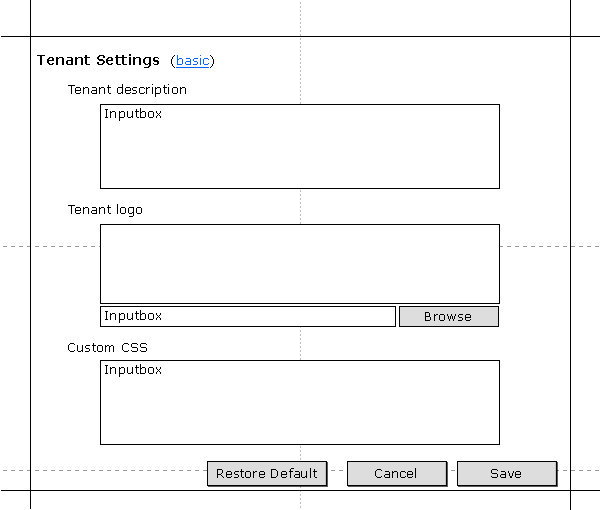 Tenant Settings (basic)
Tenant description
Inputbox
Tenant logo
Inputbox Browse
Custom CSS
Inputbox
Restore Default Cancel Save